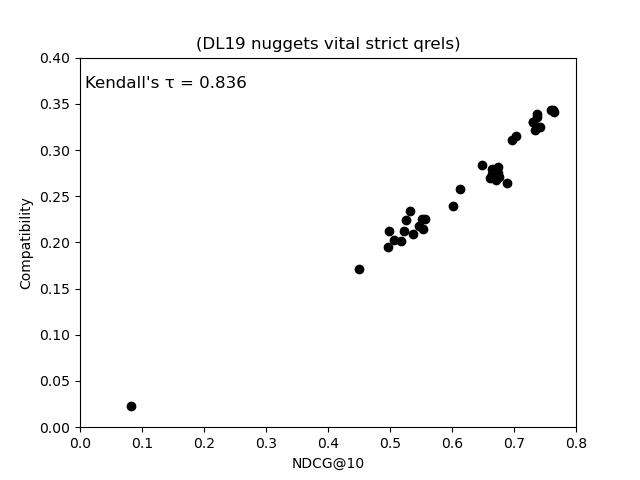 (DL19 nuggets vital strict qrels)
Kendall's τ = 0.836
0.40
0.35
0.30
0.25
0.20
0.15
0.10
0.05
0.00
Compatibility
0.0 0.1 0.2 0.3 0.4 0.5 0.6 0.7 0.8
NDCG@10